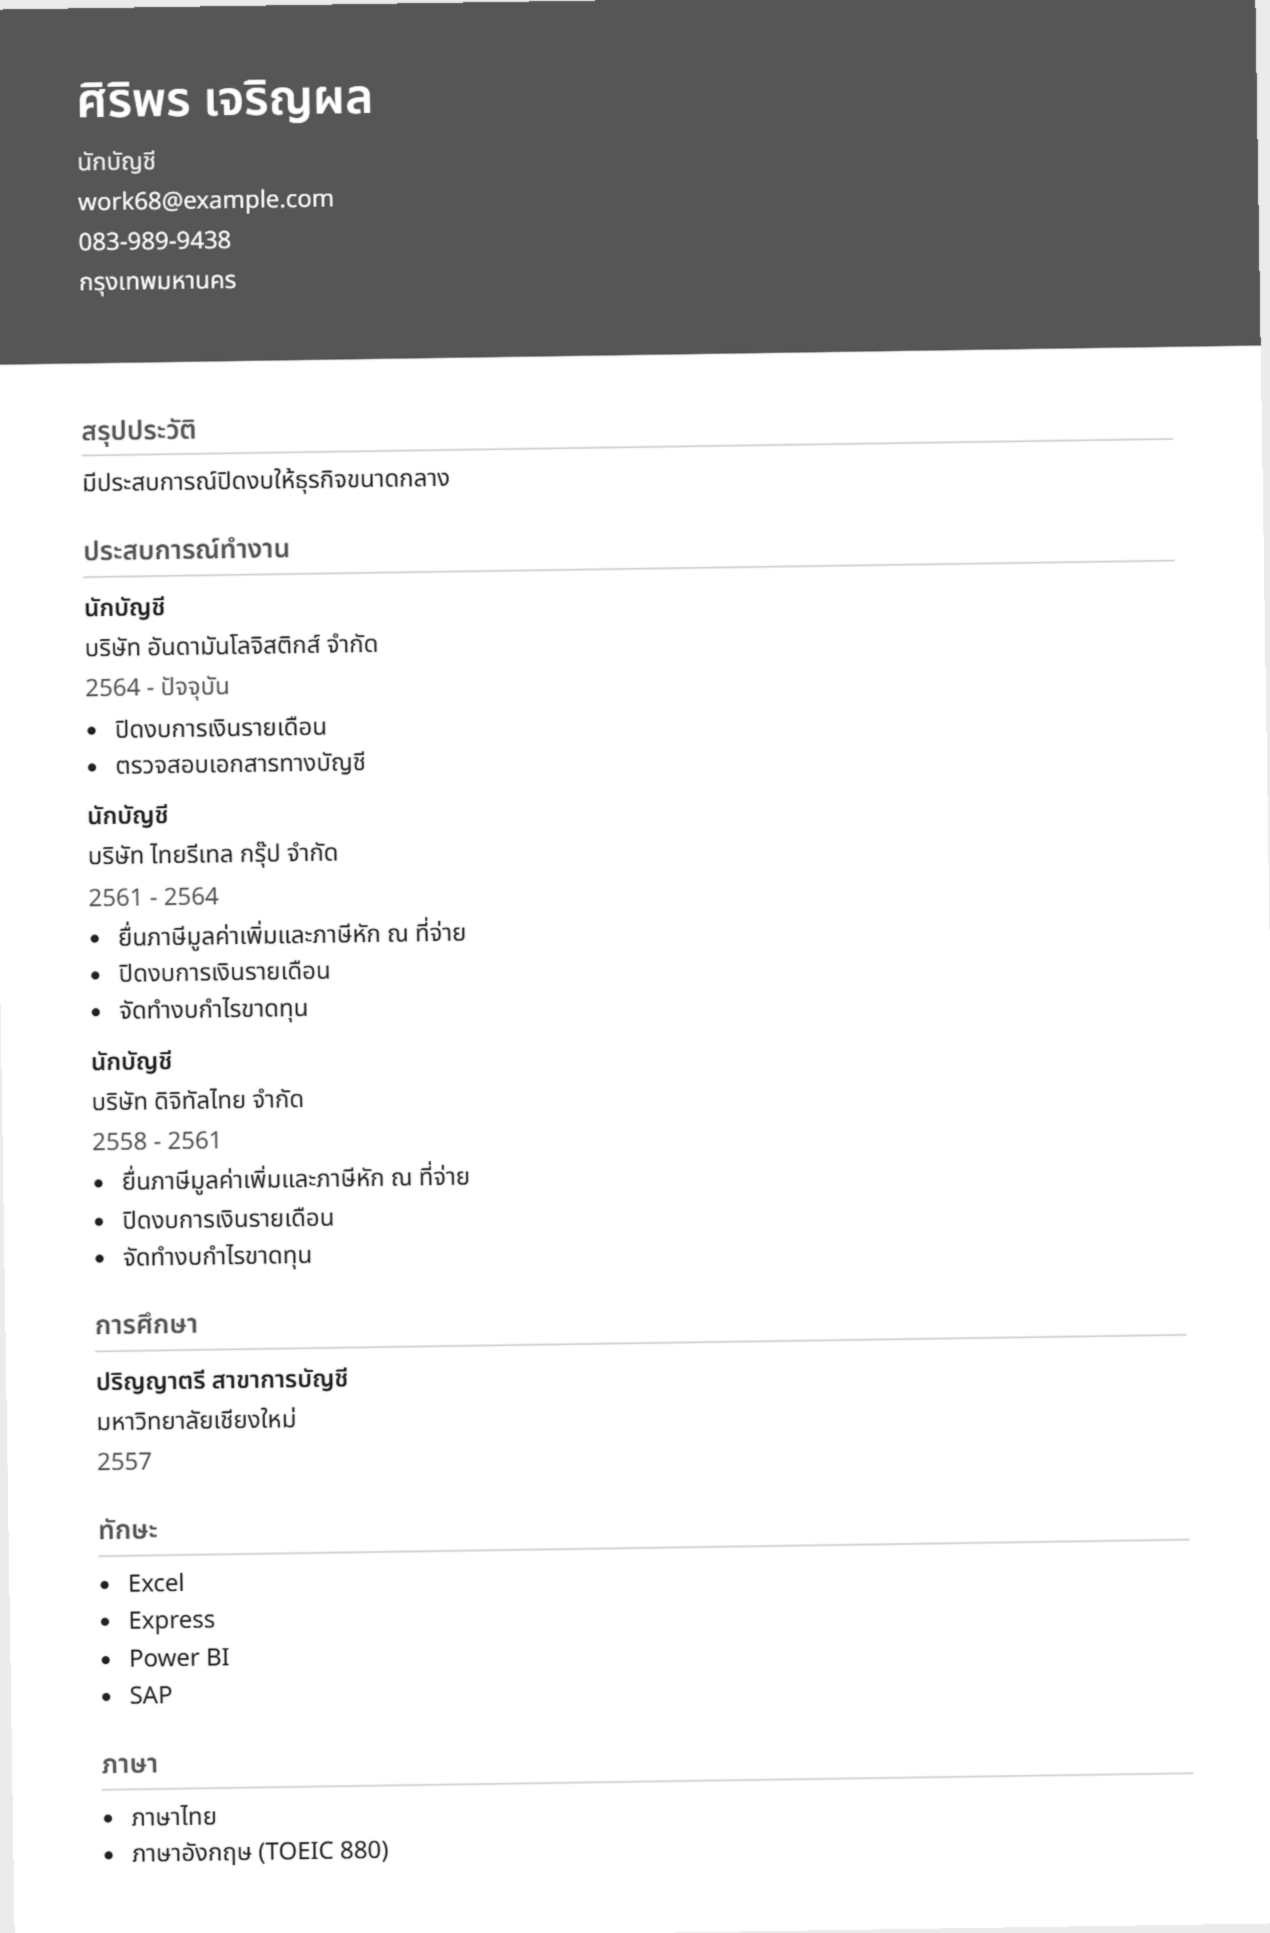 ศิริพร เจริญผล
นักบัญชี
work68@example.com
083-989-9438
กรุงเทพมหานคร
สรุปประวัติ
มีประสบการณ์ปิดงบให้ธุรกิจขนาดกลาง
ประสบการณ์ทำงาน
นักบัญชี
บริษัท อันดามันโลจิสติกส์ จำกัด
2564 - ปัจจุบัน
• ปิดงบการเงินรายเดือน
• ตรวจสอบเอกสารทางบัญชี
นักบัญชี
บริษัท ไทยรีเทล กรุ๊ป จำกัด
2561 - 2564
• ยื่นภาษีมูลค่าเพิ่มและภาษีหัก ณ ที่จ่าย
• ปิดงบการเงินรายเดือน
• จัดทำงบกำไรขาดทุน
นักบัญชี
บริษัท ดิจิทัลไทย จำกัด
2558 - 2561
• ยื่นภาษีมูลค่าเพิ่มและภาษีหัก ณ ที่จ่าย
• ปิดงบการเงินรายเดือน
• จัดทำงบกำไรขาดทุน
การศึกษา
ปริญญาตรี สาขาการบัญชี
มหาวิทยาลัยเชียงใหม่
2557
ทักษะ
• Excel
• Express
• Power BI
• SAP
ภาษา
• ภาษาไทย
• ภาษาอังกฤษ (TOEIC 880)